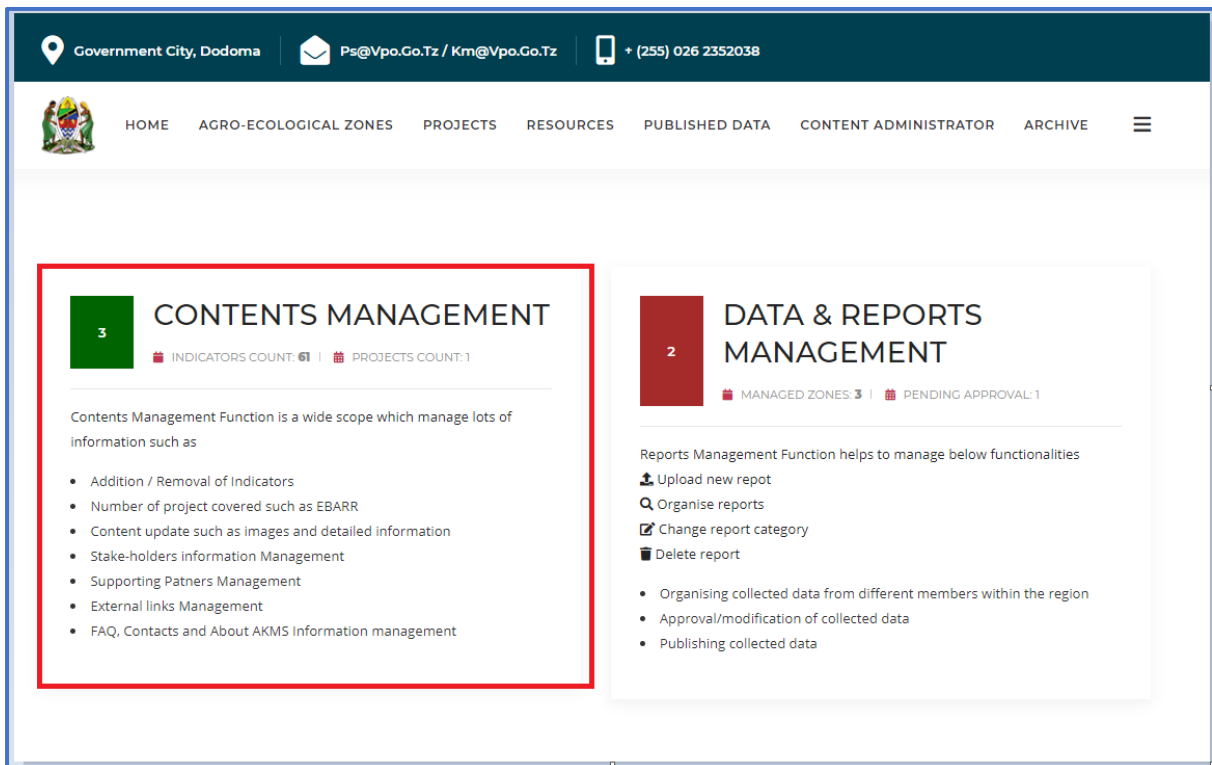 Government City, Dodoma
Ps@Vpo.Go.Tz / Km@Vpo.Go.Tz
+ (255) 026 2352038
HOME
AGRO-ECOLOGICAL ZONES
PROJECTS
RESOURCES
PUBLISHED DATA
CONTENT ADMINISTRATOR
ARCHIVE
3
CONTENTS MANAGEMENT
INDICATORS COUNT: 61 | PROJECTS COUNT: 1
Contents Management Function is a wide scope which manage lots of
information such as
Addition / Removal of Indicators
Number of project covered such as EBARR
Content update such as images and detailed information
Stake-holders information Management
Supporting Patners Management
External links Management
FAQ, Contacts and About AKMS Information management
2
DATA & REPORTS
MANAGEMENT
MANAGED ZONES: 3 | PENDING APPROVAL: 1
Reports Management Function helps to manage below functionalities
Upload new repot
Organise reports
Change report category
Delete report
Organising collected data from different members within the region
Approval/modification of collected data
Publishing collected data